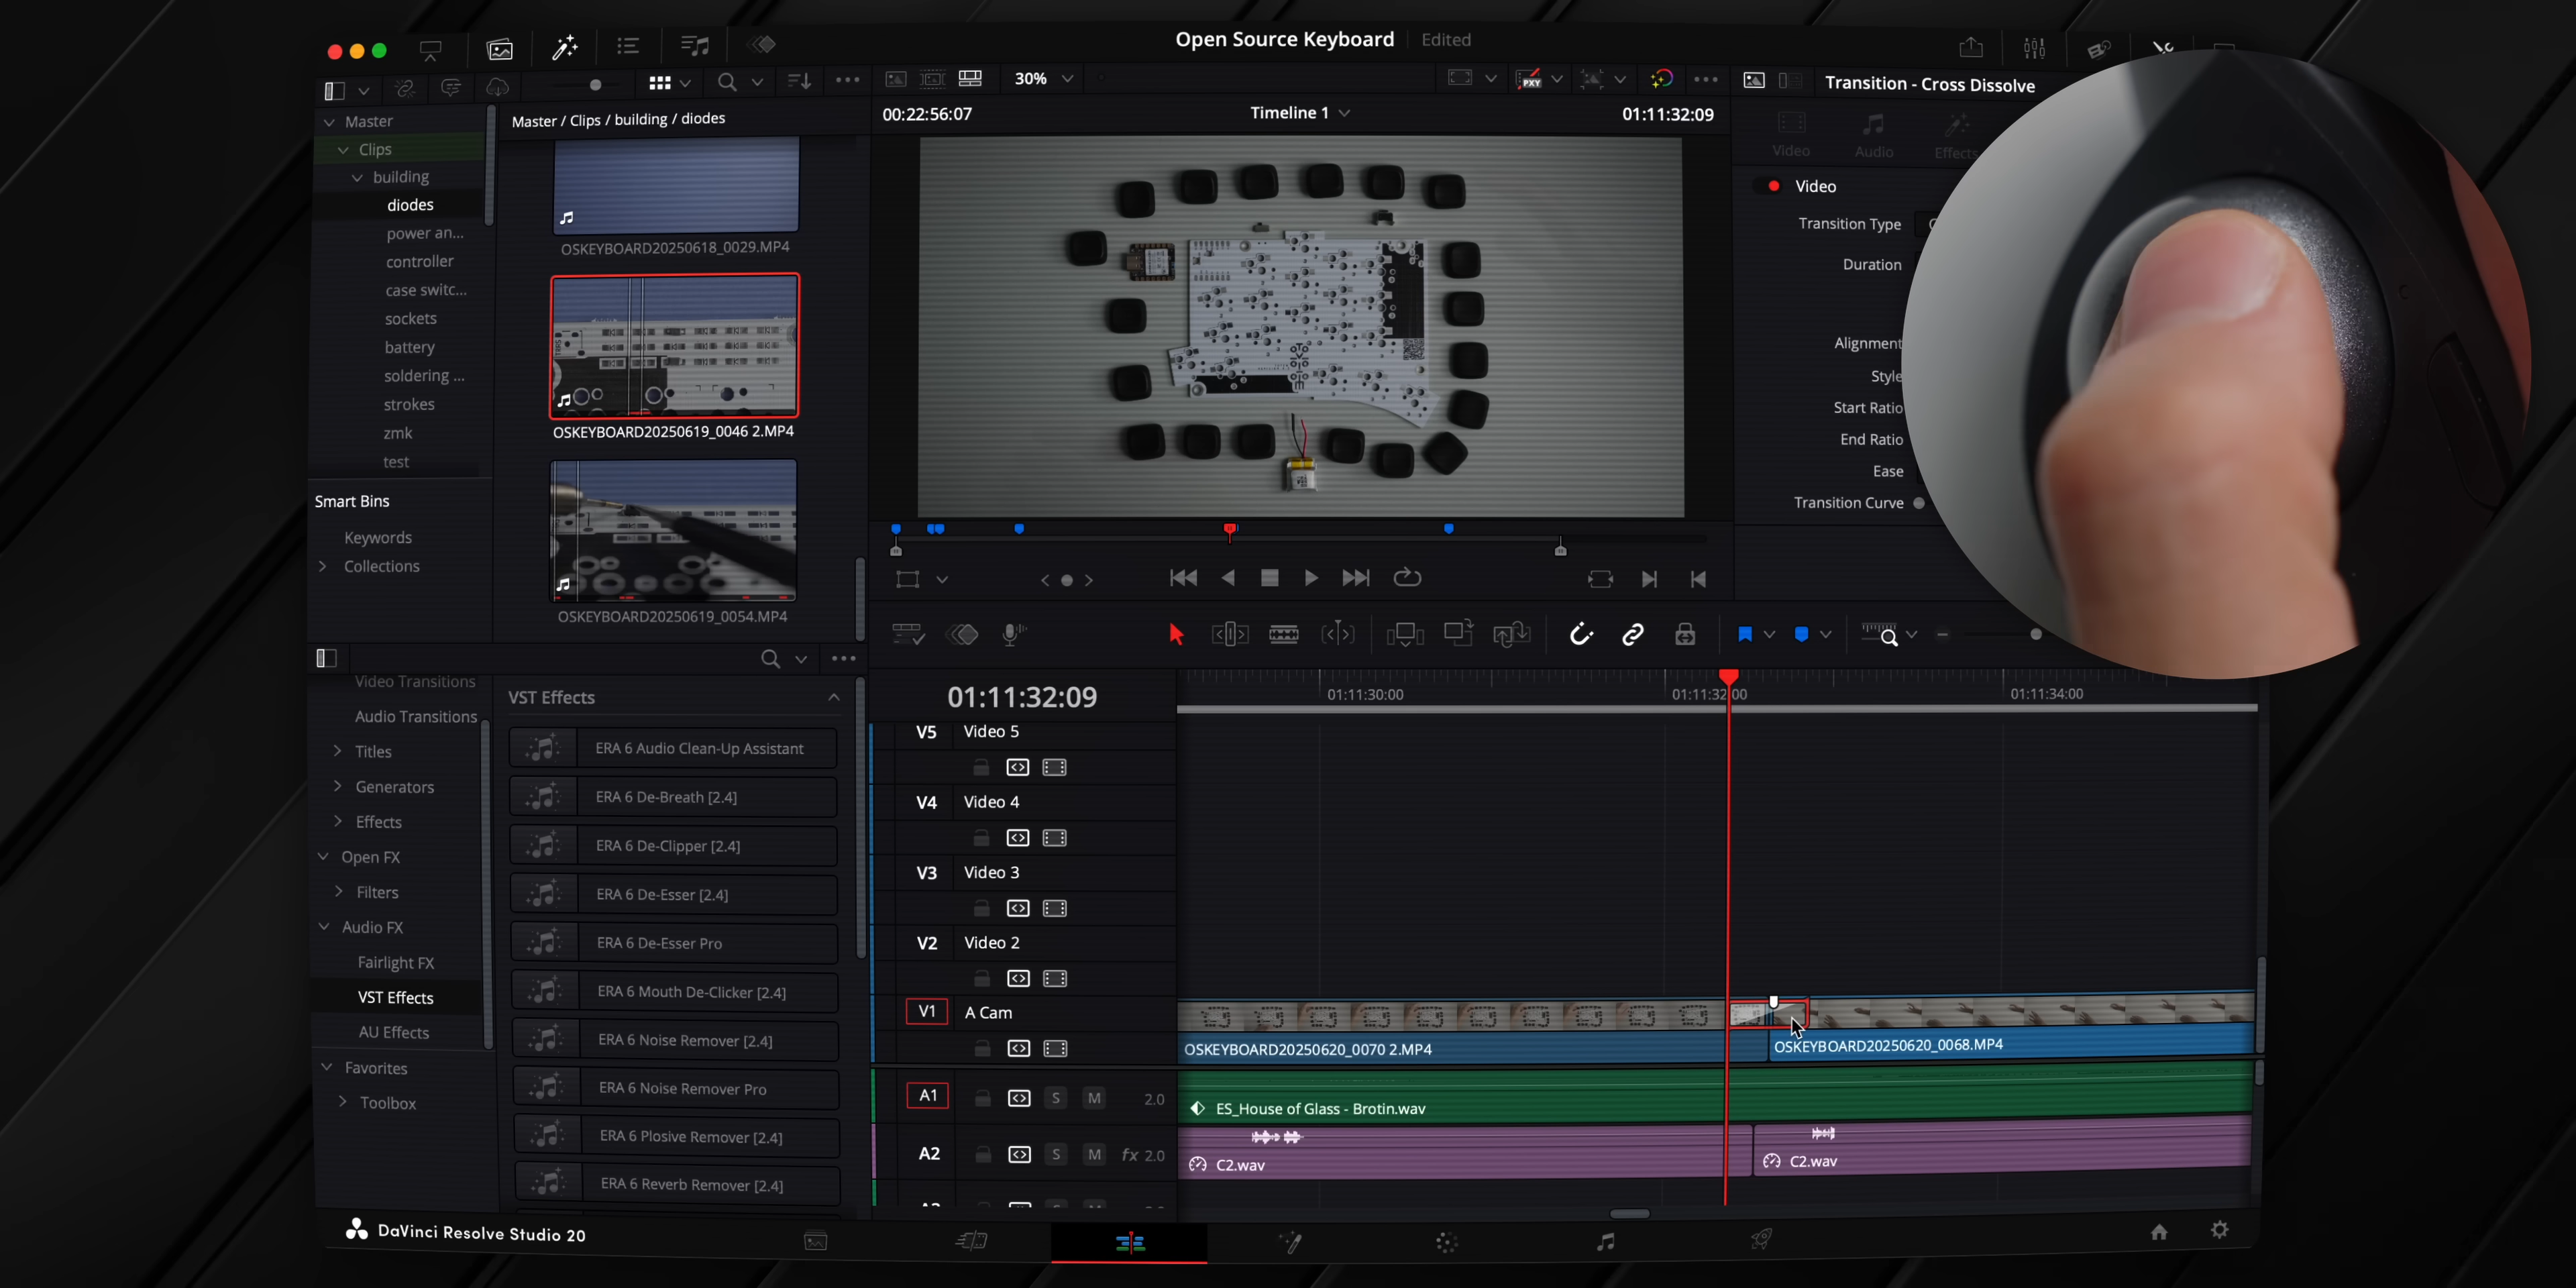 Open Source Keyboard
Edited
30%
PXY
Transition - Cross Dissolve
00:22:56:07
Timeline 1
01:11:32:09
Master / Clips / building / diodes
Master
Clips
building
diodes
power an...
controller
case switc...
sockets
battery
soldering ...
strokes
zmk
test
Smart Bins
Keywords
Collections
OSKEYBOARD20250618_0029.MP4
OSKEYBOARD20250619_0046 2.MP4
OSKEYBOARD20250619_0054.MP4
Video
Audio
Effects
Video
Transition Type
Duration
Alignment
Style
Start Ratio
End Ratio
Ease
Transition Curve
Video Transitions
Audio Transitions
Titles
Generators
Effects
Open FX
Filters
Audio FX
Fairlight FX
VST Effects
AU Effects
Favorites
Toolbox
VST Effects
ERA 6 Audio Clean-Up Assistant
ERA 6 De-Breath [2.4]
ERA 6 De-Clipper [2.4]
ERA 6 De-Esser [2.4]
ERA 6 De-Esser Pro
ERA 6 Mouth De-Clicker [2.4]
ERA 6 Noise Remover [2.4]
ERA 6 Noise Remover Pro
ERA 6 Plosive Remover [2.4]
ERA 6 Reverb Remover [2.4]
01:11:32:09
01:11:30:00
01:11:32:00
01:11:34:00
V5 Video 5
V4 Video 4
V3 Video 3
V2 Video 2
V1 A Cam
OSKEYBOARD20250620_0070 2.MP4
OSKEYBOARD20250620_0068.MP4
A1 S M 2.0
ES_House of Glass - Brotin.wav
A2 S M fx 2.0
C2.wav
C2.wav
DaVinci Resolve Studio 20